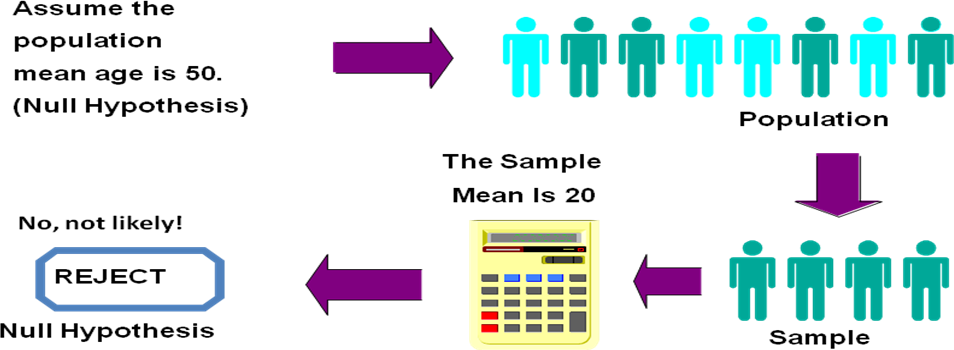 Assume the
population
mean age is 50.
(Null Hypothesis)
Population
The Sample
Mean Is 20
No, not likely!
REJECT
Null Hypothesis
Sample